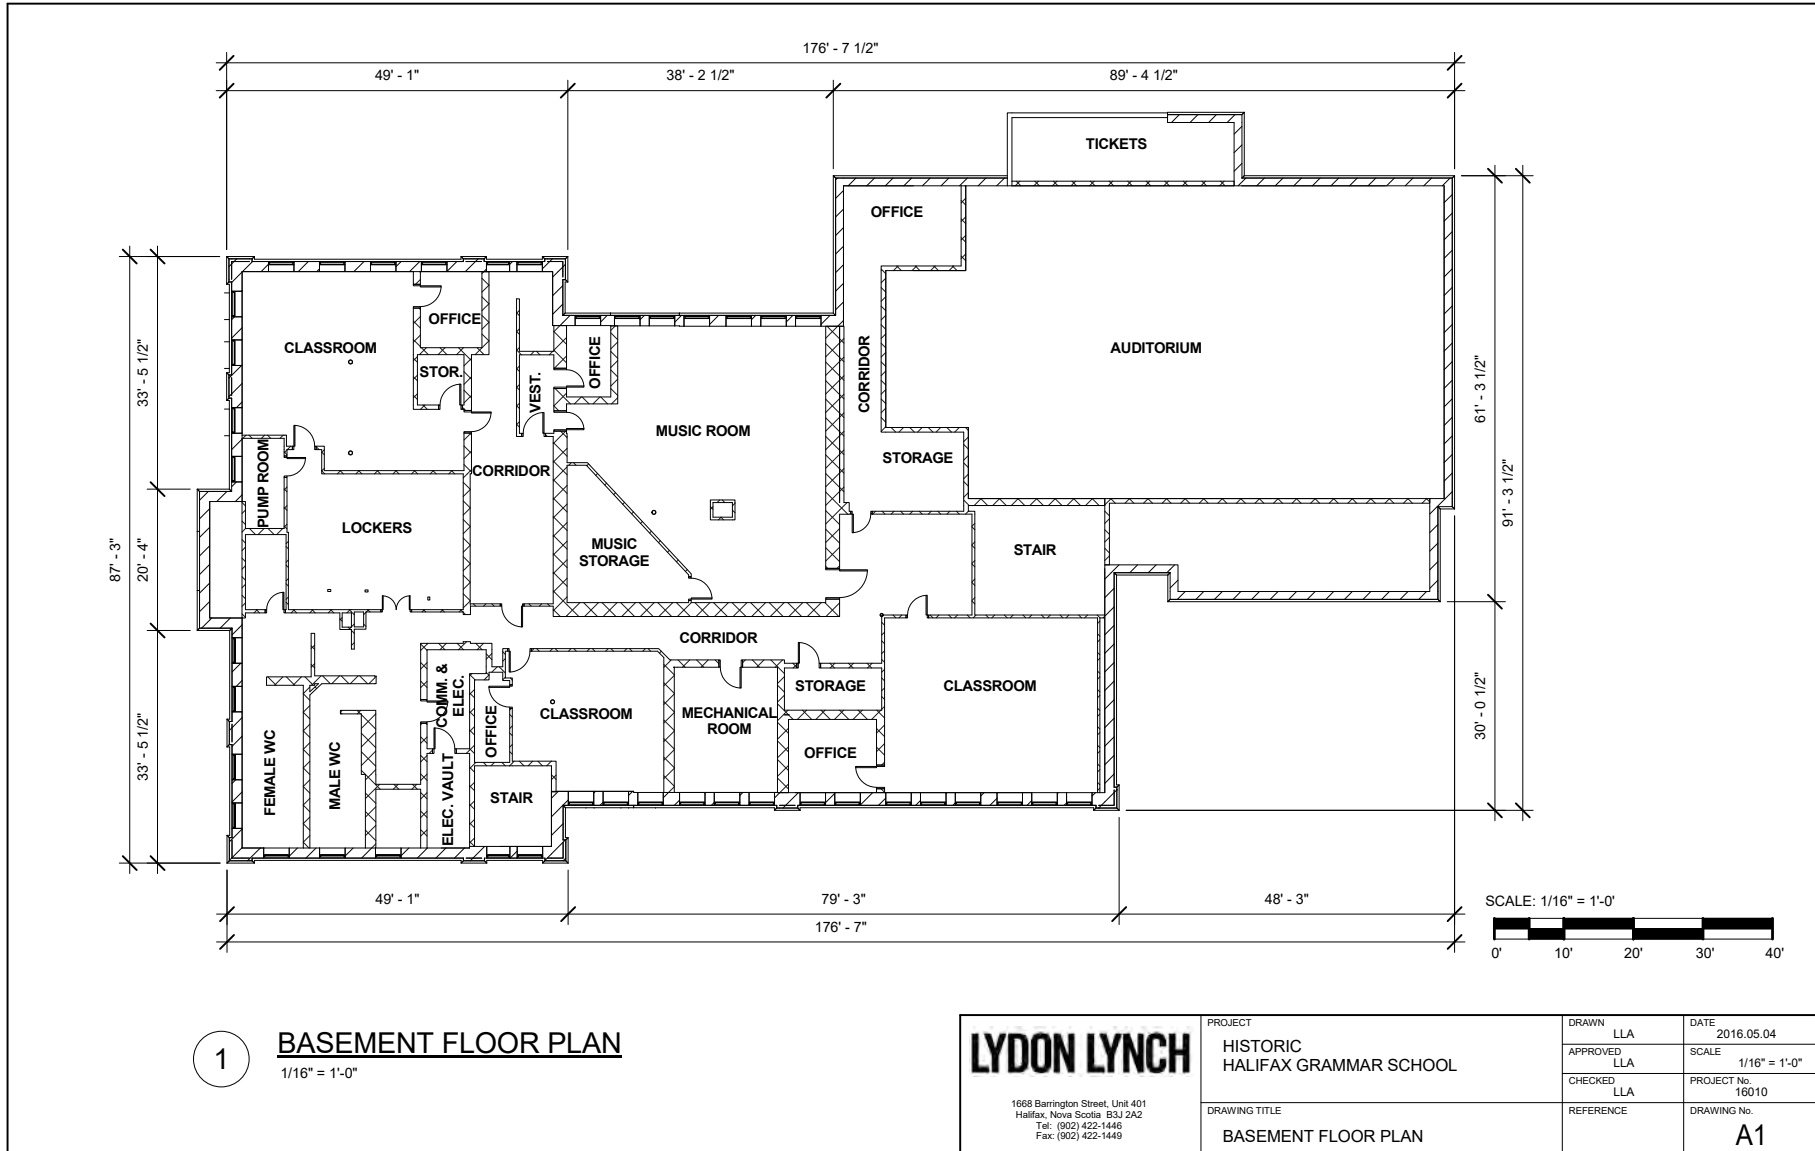 176' - 7 1/2"
49' - 1"
38' - 2 1/2"
89' - 4 1/2"
TICKETS
OFFICE
AUDITORIUM
CORRIDOR
STORAGE
CLASSROOM
OFFICE
STOR.
VEST.
OFFICE
MUSIC ROOM
PUMP ROOM
LOCKERS
CORRIDOR
MUSIC
STORAGE
STAIR
CORRIDOR
FEMALE WC
MALE WC
COMM. &
ELEC.
ELEC. VAULT
OFFICE
CLASSROOM
STAIR
MECHANICAL
ROOM
STORAGE
OFFICE
CLASSROOM
87' - 3"
33' - 5 1/2"
20' - 4"
33' - 5 1/2"
61' - 3 1/2"
91' - 3 1/2"
30' - 0 1/2"
49' - 1"
79' - 3"
48' - 3"
176' - 7"
SCALE: 1/16" = 1'-0'
0' 10' 20' 30' 40'
1
BASEMENT FLOOR PLAN
1/16" = 1'-0"
LYDON LYNCH
1668 Barrington Street, Unit 401
Halifax, Nova Scotia B3J 2A2
Tel: (902) 422-1446
Fax: (902) 422-1449
PROJECT
HISTORIC
HALIFAX GRAMMAR SCHOOL
DRAWING TITLE
BASEMENT FLOOR PLAN
DRAWN
LLA
DATE
2016.05.04
APPROVED
LLA
SCALE
1/16" = 1'-0"
CHECKED
LLA
PROJECT No.
16010
REFERENCE
DRAWING No.
A1